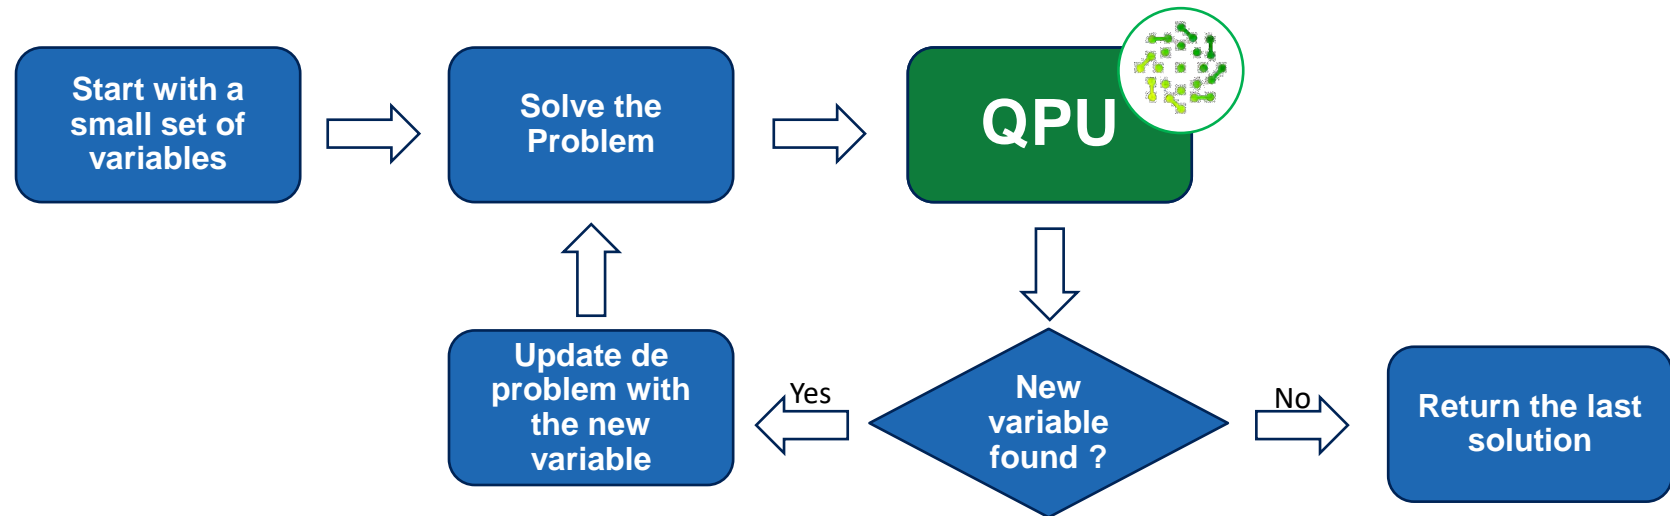 Start with a
small set of
variables
Solve the
Problem
QPU
Update de
problem with
the new
variable
Yes
New
variable
found ?
No
Return the last
solution